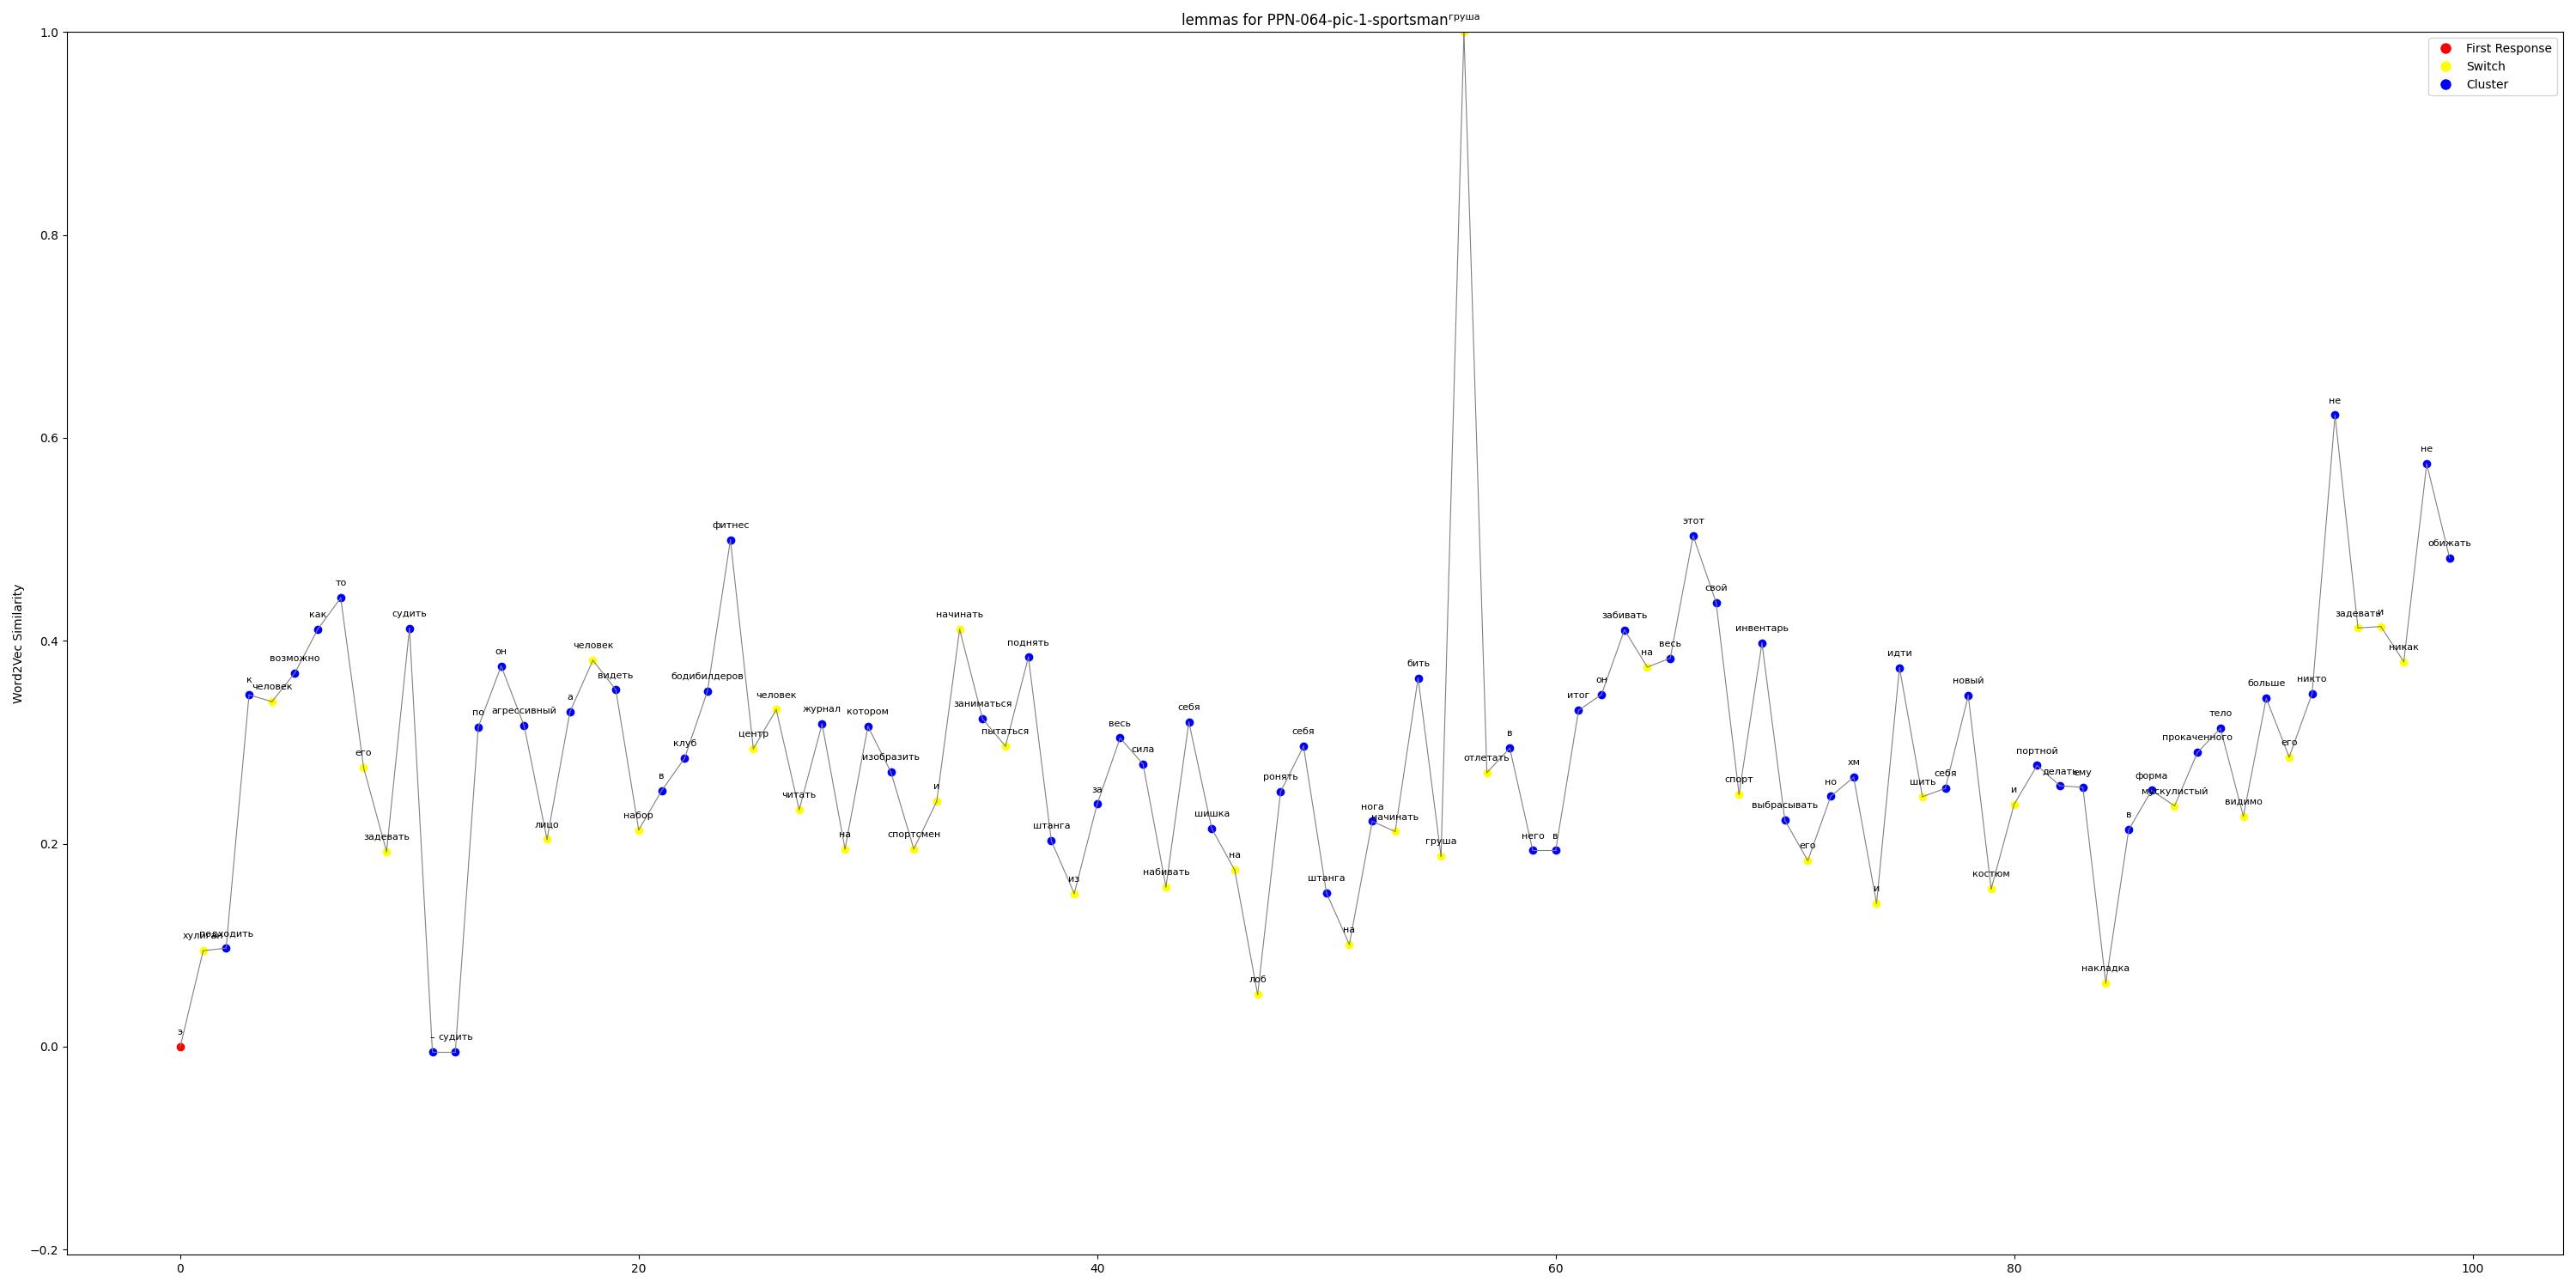 lemmas for PPN-064-pic-1-sportsman
груша
First Response
Switch
Cluster
Word2Vec Similarity
1.0
0.8
0.6
0.4
0.2
0.0
−0.2
0 20 40 60 80 100
э
хулиган
подходить
к
человек
возможно
как
то
его
задевать
судить
–
судить
по
он
агрессивный
лицо
а
человек
видеть
набор
в
клуб
бодибилдеров
фитнес
центр
человек
читать
журнал
на
котором
изобразить
спортсмен
и
начинать
заниматься
пытаться
поднять
штанга
из
за
весь
сила
набивать
себя
шишка
на
лоб
ронять
себя
штанга
на
нога
начинать
бить
груша
отлетать
в
него
в
итог
он
забивать
на
весь
этот
свой
спорт
инвентарь
выбрасывать
его
но
хм
и
идти
шить
себя
новый
костюм
и
портной
делать
ему
накладка
в
форма
мускулистый
прокаченного
тело
видимо
больше
его
никто
не
задевать
и
никак
не
обижать